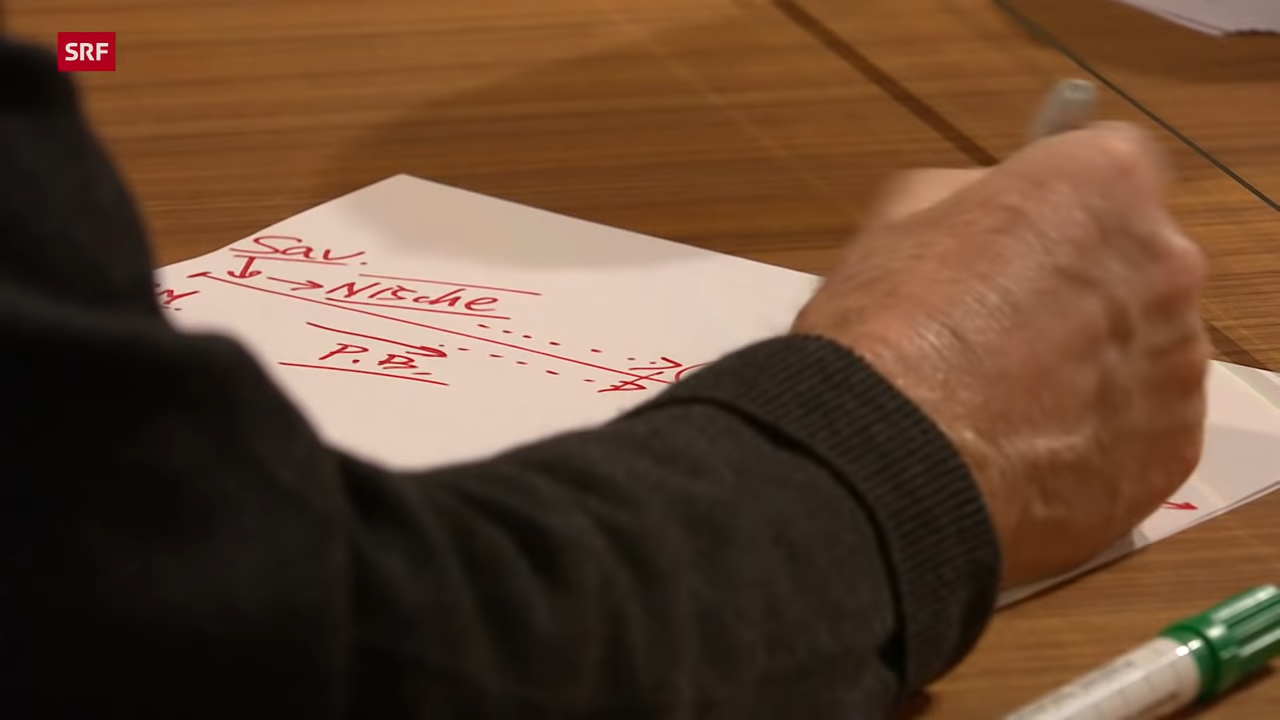 SRF
Sav.
→ Nische
P.B.